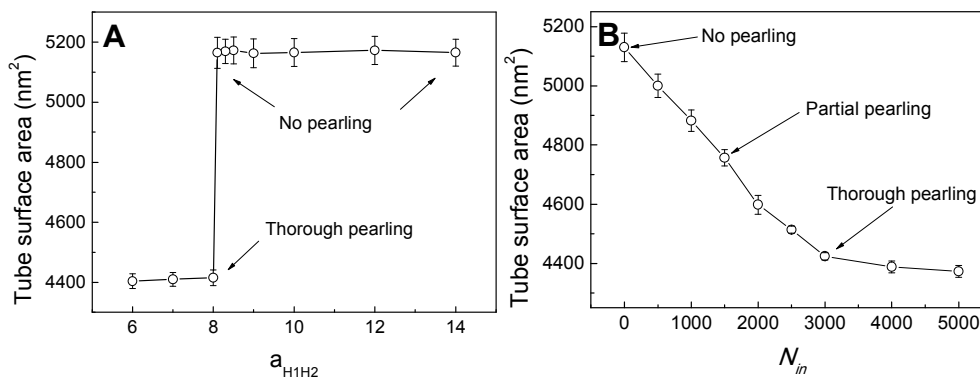 A
Tube surface area (nm²)
5200
5000
4800
4600
4400
No pearling
Thorough pearling
6
8
10
12
14
a_H1H2
B
Tube surface area (nm²)
5200
5000
4800
4600
4400
No pearling
Partial pearling
Thorough pearling
0
1000
2000
3000
4000
5000
N_in